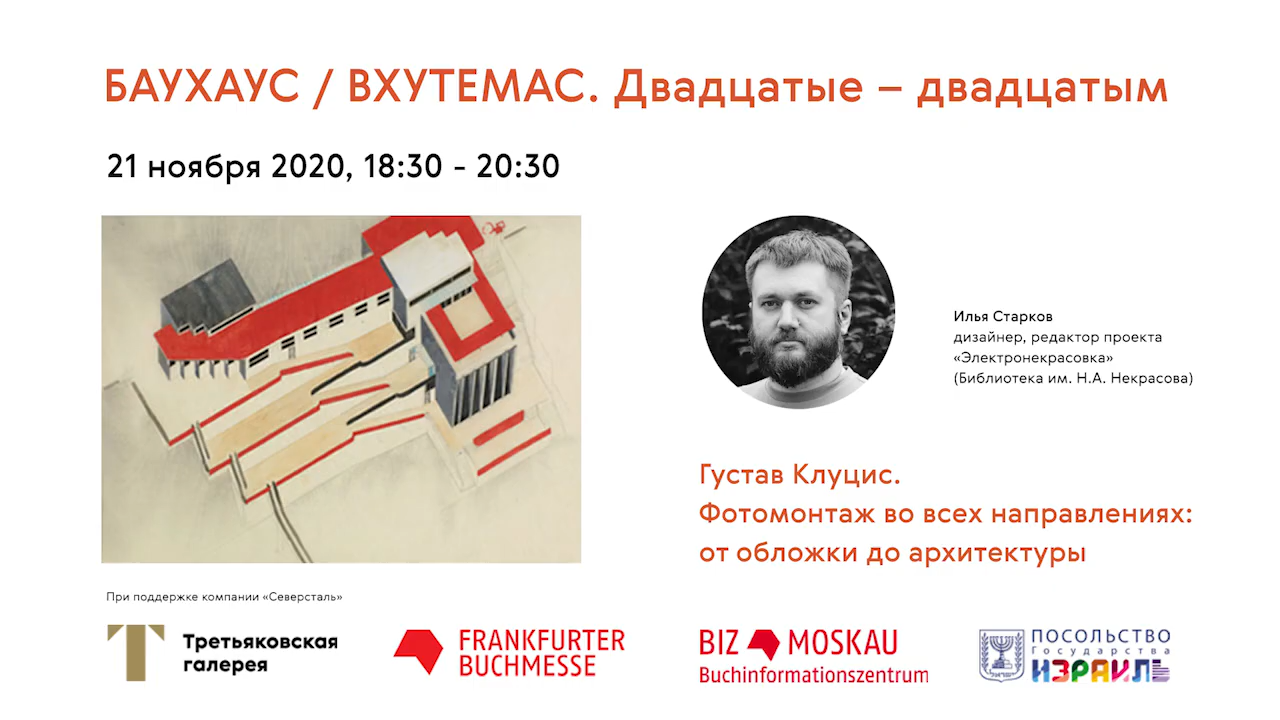 БАУХАУС / ВХУТЕМАС. Двадцатые – двадцатым
21 ноября 2020, 18:30 - 20:30
Илья Старков
дизайнер, редактор проекта
«Электронекрасовка»
(Библиотека им. Н.А. Некрасова)
Густав Клуцис.
Фотомонтаж во всех направлениях:
от обложки до архитектуры
При поддержке компании «Северсталь»
Третьяковская
галерея
FRANKFURTER
BUCHMESSE
BIZ MOSKAU
Buchinformationszentrum
ПОСОЛЬСТВО
Государства
ИЗРАИЛЬ